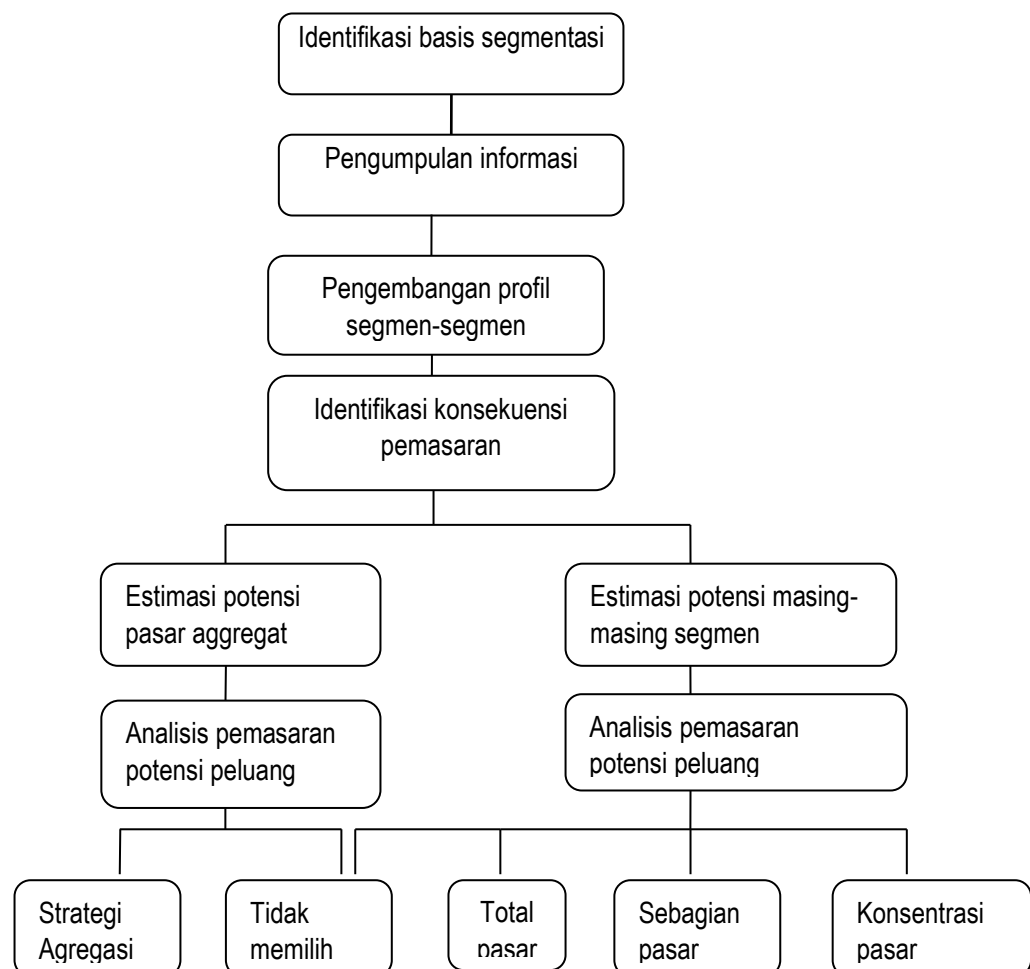 Identifikasi basis segmentasi
Pengumpulan informasi
Pengembangan profil
segmen-segmen
Identifikasi konsekuensi
pemasaran
Estimasi potensi
pasar aggregat
Estimasi potensi masing-
masing segmen
Analisis pemasaran
potensi peluang
Analisis pemasaran
potensi peluang
Strategi
Agregasi
Tidak
memilih
Total
pasar
Sebagian
pasar
Konsentrasi
pasar